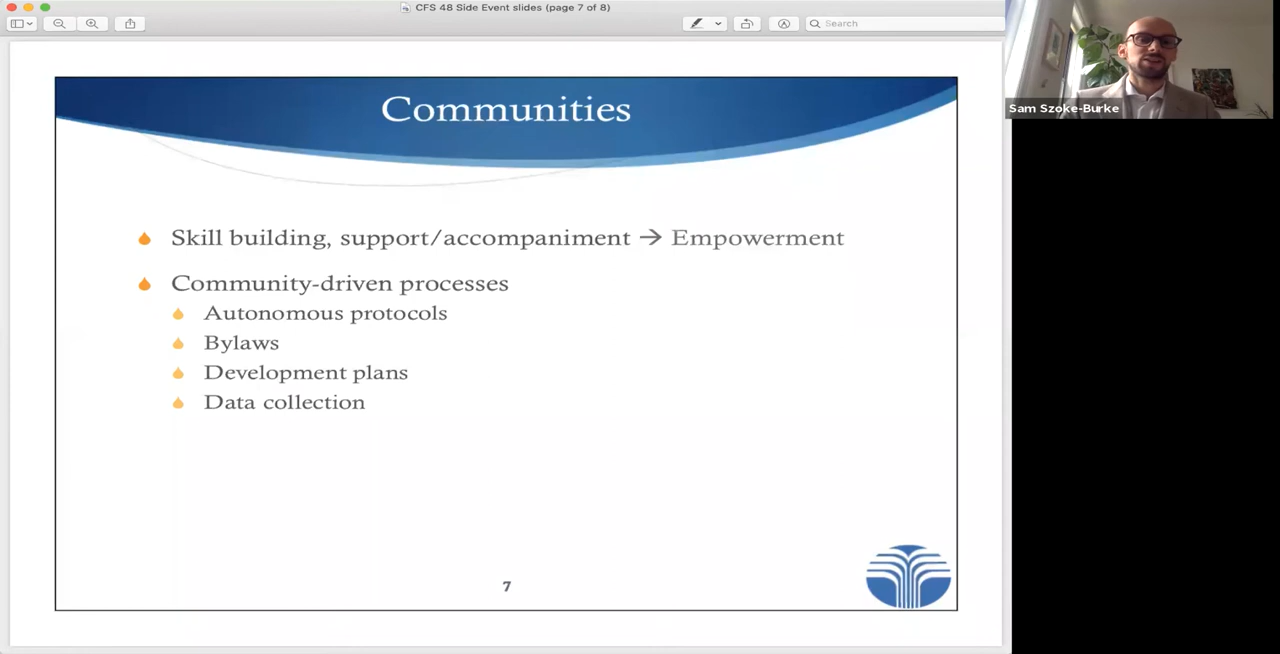 CFS 48 Side Event slides (page 7 of 8)
Search
Sam Szoke-Burke
Communities
Skill building, support/accompaniment → Empowerment
Community-driven processes
Autonomous protocols
Bylaws
Development plans
Data collection
7